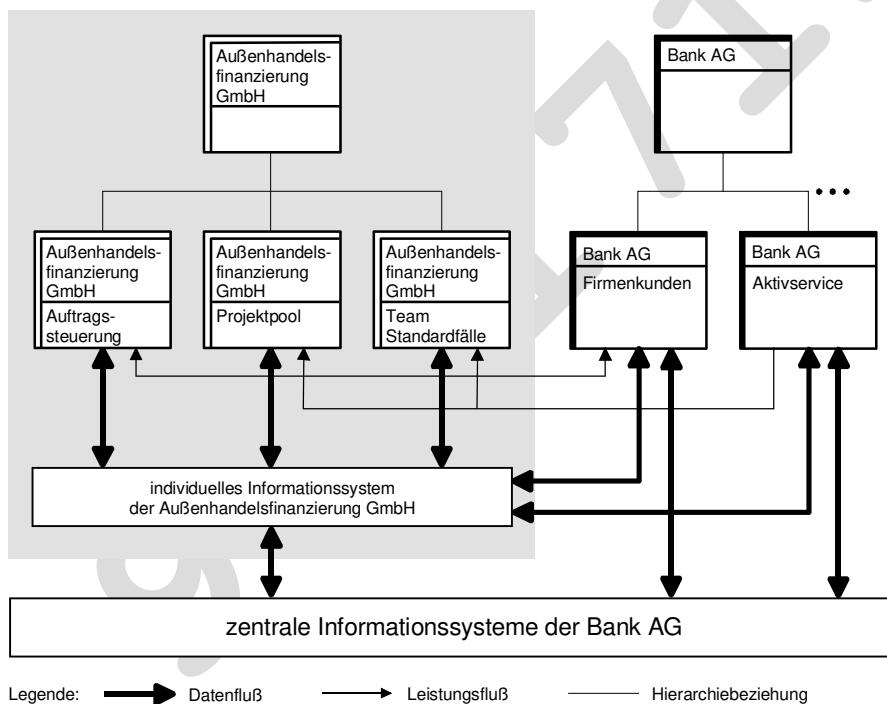 Außenhandels-
finanzierung
GmbH
Bank AG
Außenhandels-
finanzierung
GmbH
Auftrags-
steuerung
Außenhandels-
finanzierung
GmbH
Projektpool
Außenhandels-
finanzierung
GmbH
Team
Standardfälle
Bank AG
Firmenkunden
Bank AG
Aktivservice
individuelles Informationssystem
der Außenhandelsfinanzierung GmbH
zentrale Informationssysteme der Bank AG
Legende: Datenfluß Leistungsfluß Hierarchiebeziehung